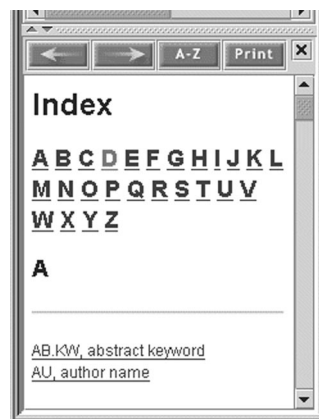 A-Z Print
Index
A B C D E F G H I J K L
M N O P Q R S T U V
W X Y Z
A
AB.KW, abstract keyword
AU, author name